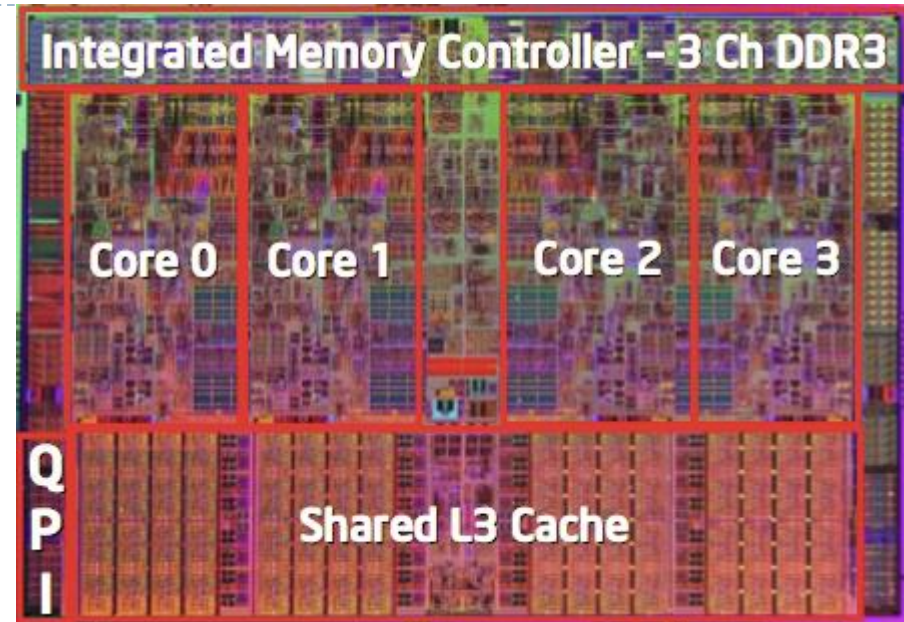 Integrated Memory Controller - 3 Ch DDR3
Core 0
Core 1
Core 2
Core 3
Q
P
I
Shared L3 Cache